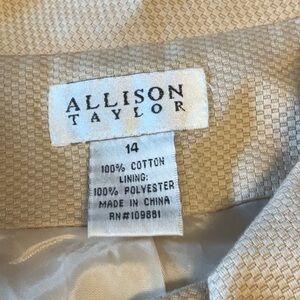 ALLISON
TAYLOR
14
100% COTTON
LINING:
100% POLYESTER
MADE IN CHINA
RN#109881